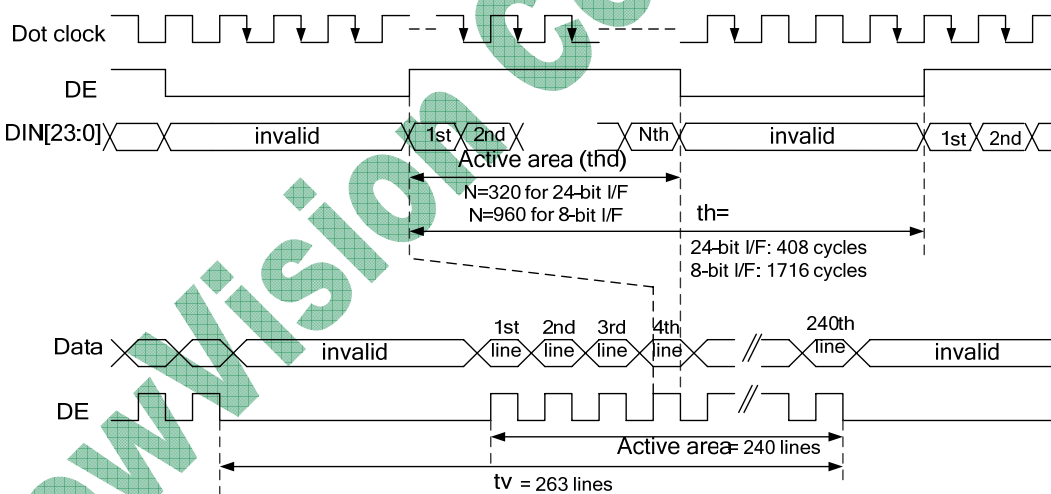 Dot clock
DE
DIN[23:0]
invalid
1st 2nd
Nth
invalid
1st 2nd
Active area (thd)
N=320 for 24-bit I/F
N=960 for 8-bit I/F
th=
24-bit I/F: 408 cycles
8-bit I/F: 1716 cycles
Data
invalid
1st line
2nd line
3rd line
4th line
240th line
invalid
DE
Active area = 240 lines
tv = 263 lines